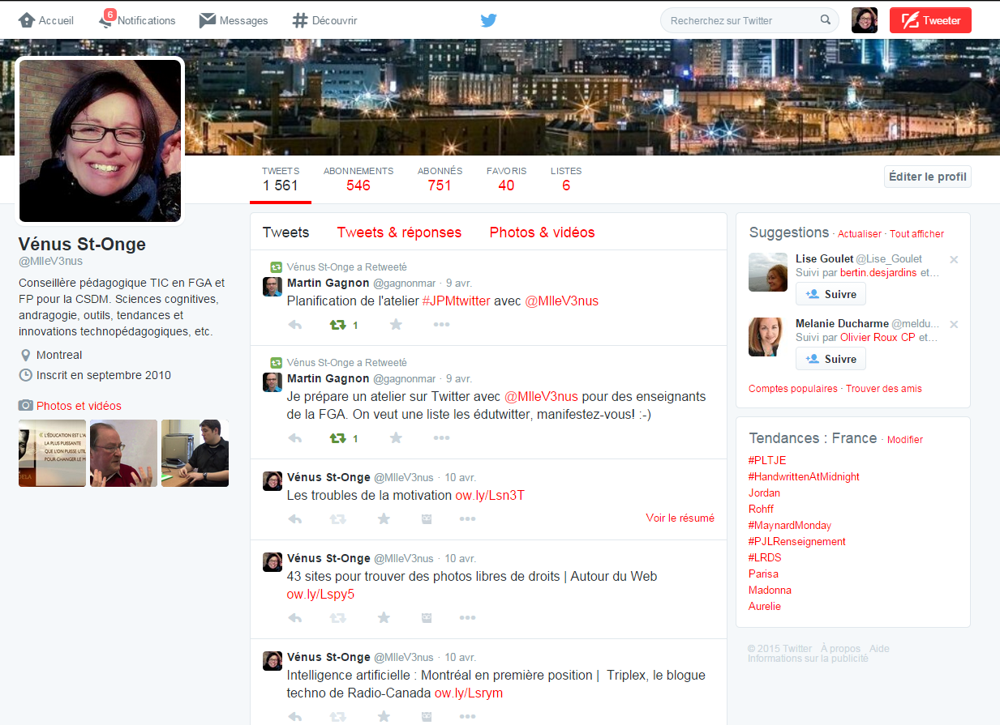 Accueil
6
Notifications
Messages
Découvrir
Recherchez sur Twitter
Tweeter
TWEETS
1 561
ABONNEMENTS
546
ABONNÉS
751
FAVORIS
40
LISTES
6
Éditer le profil
Vénus St-Onge
@MlleV3nus
Conseillère pédagogique TIC en FGA et
FP pour la CSDM. Sciences cognitives,
andragogie, outils, tendances et
innovations technopédagogiques, etc.
Montreal
Inscrit en septembre 2010
Photos et vidéos
« L'ÉDUCATION EST L'A
LA PLUS PUISSANTE
QUE L'ON PUISSE UTIL
POUR CHANGER LE M
ELA
Tweets
Tweets & réponses
Photos & vidéos
Vénus St-Onge a Retweeté
Martin Gagnon @gagnonmar · 9 avr.
Planification de l'atelier #JPMtwitter avec @MlleV3nus
1
Vénus St-Onge a Retweeté
Martin Gagnon @gagnonmar · 9 avr.
Je prépare un atelier sur Twitter avec @MlleV3nus pour des enseignants
de la FGA. On veut une liste les édutwitter, manifestez-vous! :-)
1
Vénus St-Onge @MlleV3nus · 10 avr.
Les troubles de la motivation ow.ly/Lsn3T
Voir le résumé
Vénus St-Onge @MlleV3nus · 10 avr.
43 sites pour trouver des photos libres de droits | Autour du Web
ow.ly/Lspy5
Vénus St-Onge @MlleV3nus · 10 avr.
Intelligence artificielle : Montréal en première position | Triplex, le blogue
techno de Radio-Canada ow.ly/Lsrym
Suggestions · Actualiser · Tout afficher
Lise Goulet @Lise_Goulet
Suivi par bertin.desjardins et...
Suivre
Melanie Ducharme @meldu...
Suivi par Olivier Roux CP et...
Suivre
Comptes populaires · Trouver des amis
Tendances : France · Modifier
#PLTJE
#HandwrittenAtMidnight
Jordan
Rohff
#MaynardMonday
#PJLRenseignement
#LRDS
Parisa
Madonna
Aurelie
© 2015 Twitter À propos Aide
Informations sur la publicité